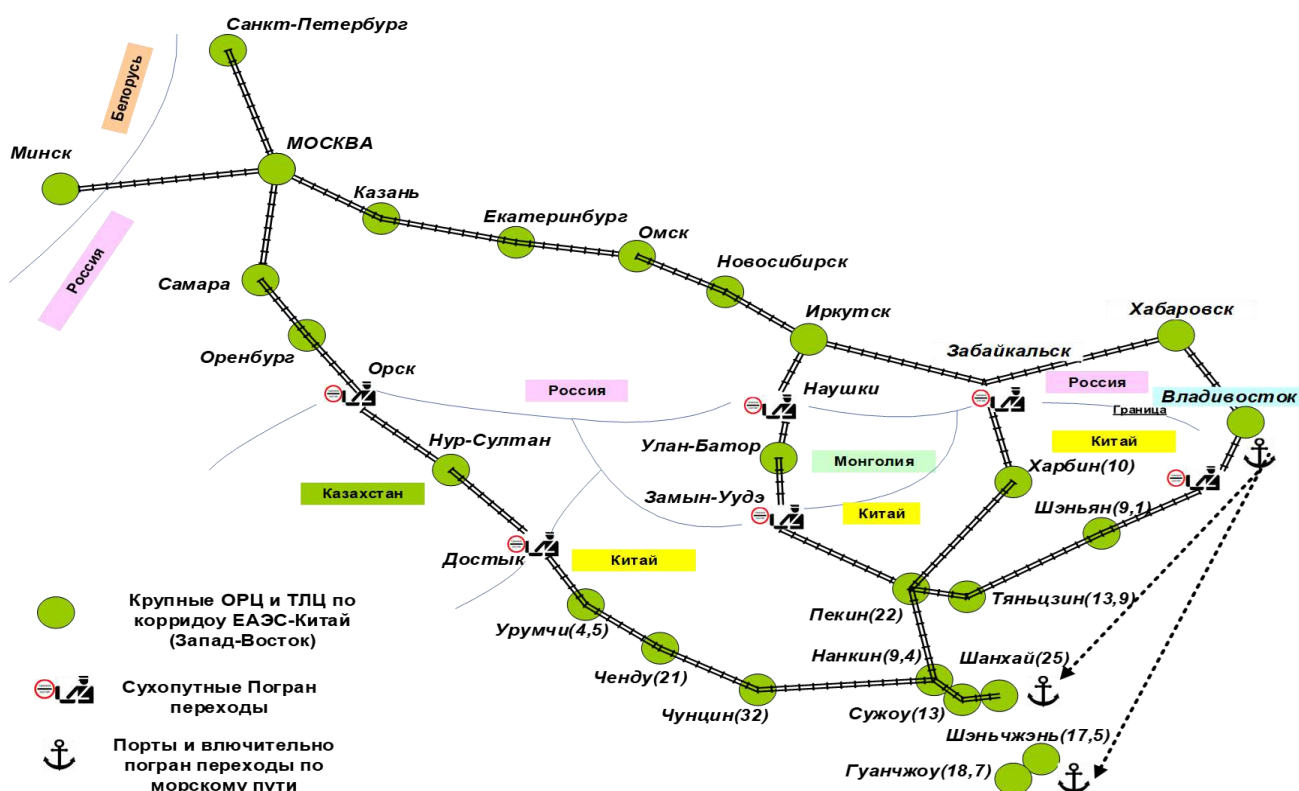 Санкт-Петербург
Белорусь
МОСКВА
Минск
Казань
Екатеринбург
Омск
Россия
Новосибирск
Самара
Иркутск
Хабаровск
Оренбург
Забайкальск
Орск
Россия
Наушки
Россия
Владивосток
Граница
Нур-Султан
Улан-Батор
Монголия
Китай
Харбин(10)
Казахстан
Замын-Уудэ
Китай
Шэньян(9,1)
Достык
Китай
Крупные ОРЦ и ТЛЦ по
корридоу ЕАЭС-Китай
(Запад-Восток)
Урумчи(4,5)
Пекин(22)
Тяньцзин(13,9)
Ченду(21)
Нанкин(9,4)
Шанхай(25)
Сухопутные Погран
переходы
Чунцин(32)
Сужоу(13)
Шэньчжэнь(17,5)
Гуанчжоу(18,7)
Порты и влючительно
погран переходы по
морскому пути